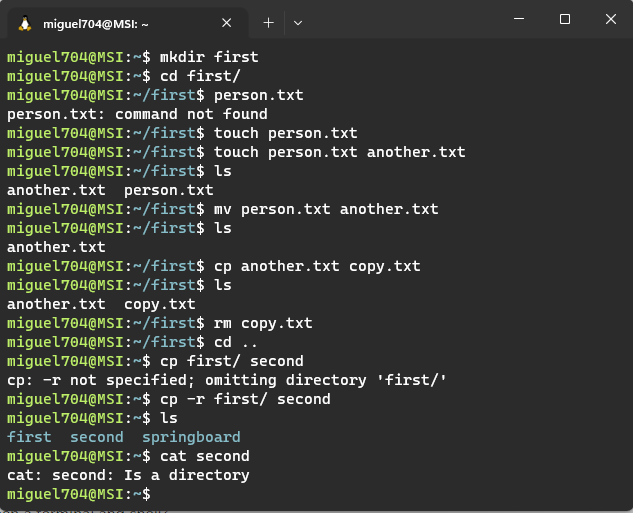 miguel704@MSI: ~
miguel704@MSI:~$ mkdir first
miguel704@MSI:~$ cd first/
miguel704@MSI:~/first$ person.txt
person.txt: command not found
miguel704@MSI:~/first$ touch person.txt
miguel704@MSI:~/first$ touch person.txt another.txt
miguel704@MSI:~/first$ ls
another.txt  person.txt
miguel704@MSI:~/first$ mv person.txt another.txt
miguel704@MSI:~/first$ ls
another.txt
miguel704@MSI:~/first$ cp another.txt copy.txt
miguel704@MSI:~/first$ ls
another.txt  copy.txt
miguel704@MSI:~/first$ rm copy.txt
miguel704@MSI:~/first$ cd ..
miguel704@MSI:~$ cp first/ second
cp: -r not specified; omitting directory 'first/'
miguel704@MSI:~$ cp -r first/ second
miguel704@MSI:~$ ls
first  second  springboard
miguel704@MSI:~$ cat second
cat: second: Is a directory
miguel704@MSI:~$